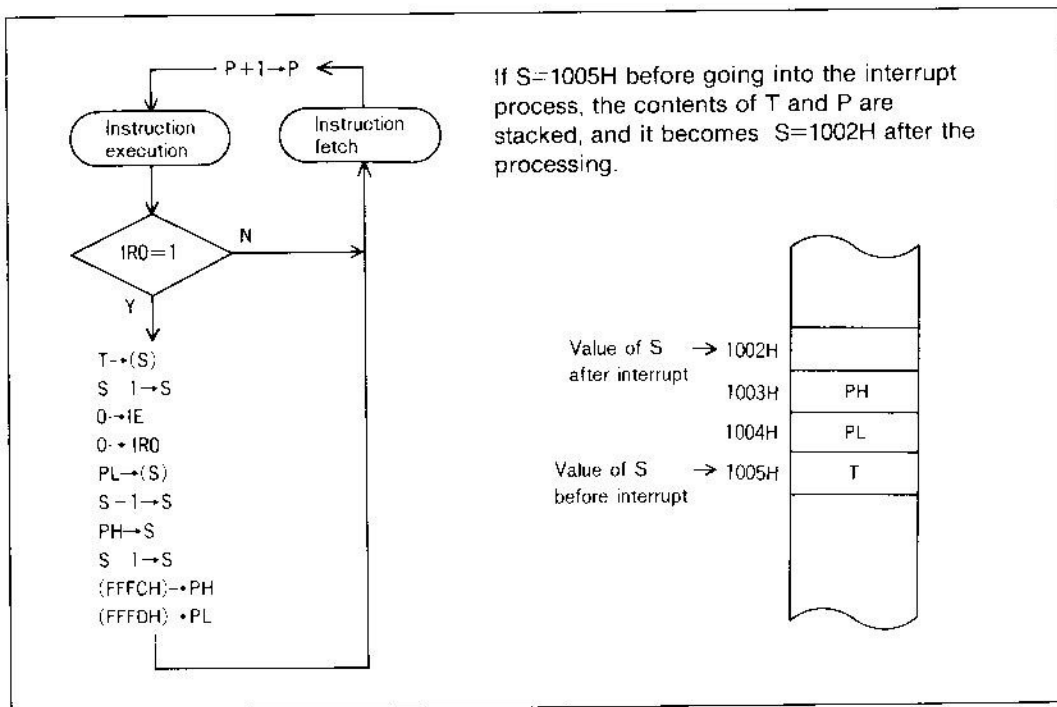 P+1→P
Instruction
execution
Instruction
fetch
IR0=1
N
Y
T→(S)
S 1→S
0→IE
0→IR0
PL→(S)
S-1→S
PH→S
S 1→S
(FFFCH)→PH
(FFFDH) •PL
If S=1005H before going into the interrupt
process, the contents of T and P are
stacked, and it becomes S=1002H after the
processing.
Value of S → 1002H
after interrupt
1003H PH
1004H PL
Value of S → 1005H T
before interrupt